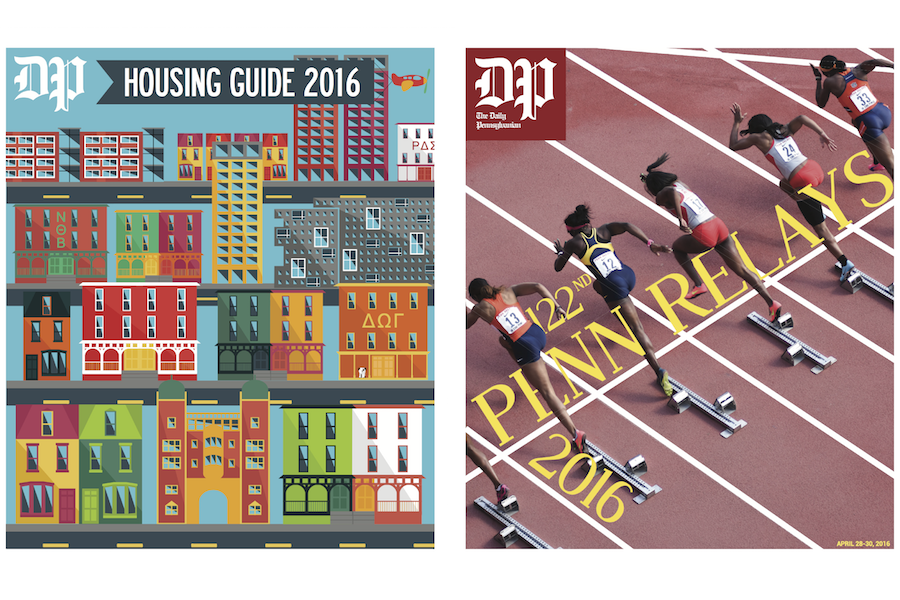 DP
HOUSING GUIDE 2016
ΡΔΣ
ΝΘΒ
ΔΩΓ
DP
The Daily
Pennsylvanian
33
24
12
13
122ND
PENN RELAYS
2016
APRIL 28-30, 2016